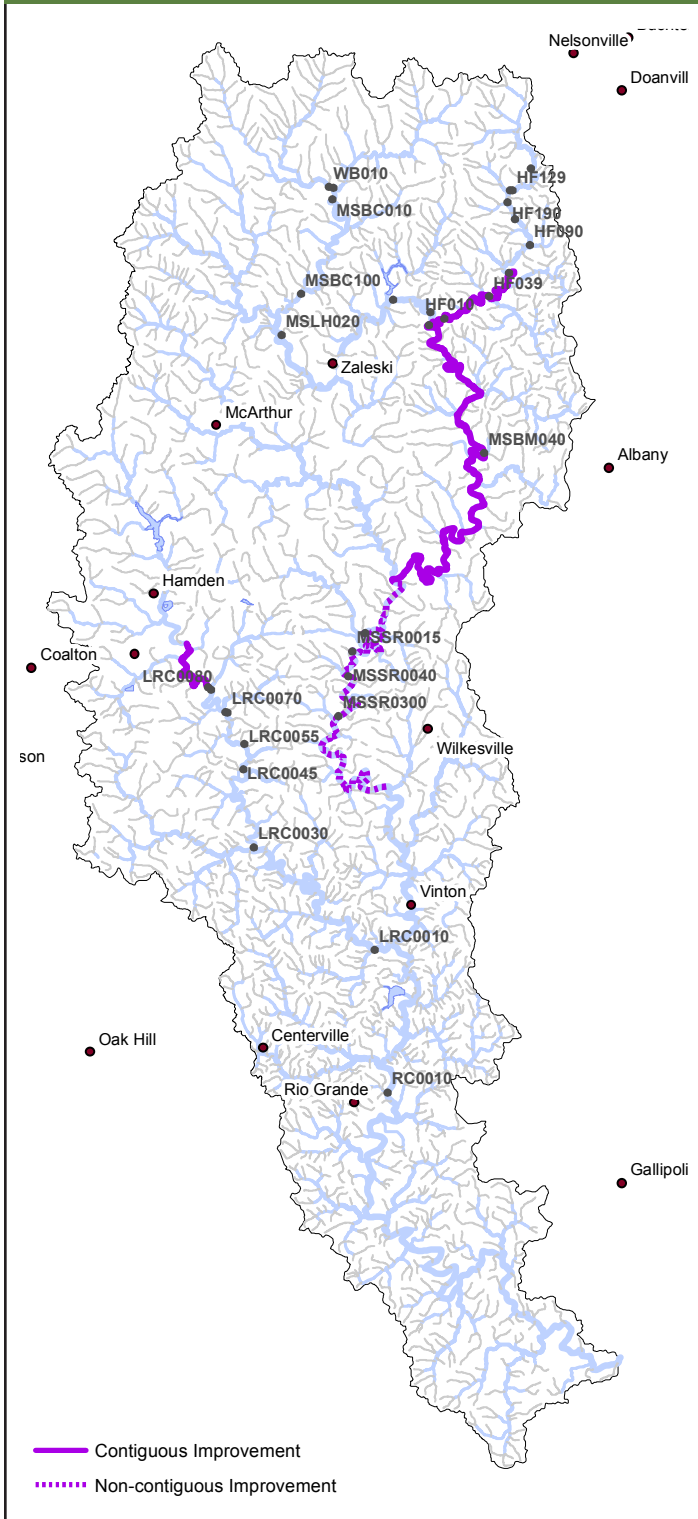 Nelsonville
Doanvill
WB010
HF129
MSBC010
HF190
HF090
MSBC100
HF039
MSLH020
Zaleski
McArthur
MSBM040
Albany
Hamden
MSSR0015
Coalton
MSSR0040
LRC0070
MSSR0300
LRC0055
Wilkesville
son
LRC0045
LRC0030
Vinton
LRC0010
Oak Hill
Centerville
RC0010
Rio Grande
Gallipoli
Contiguous Improvement
Non-contiguous Improvement